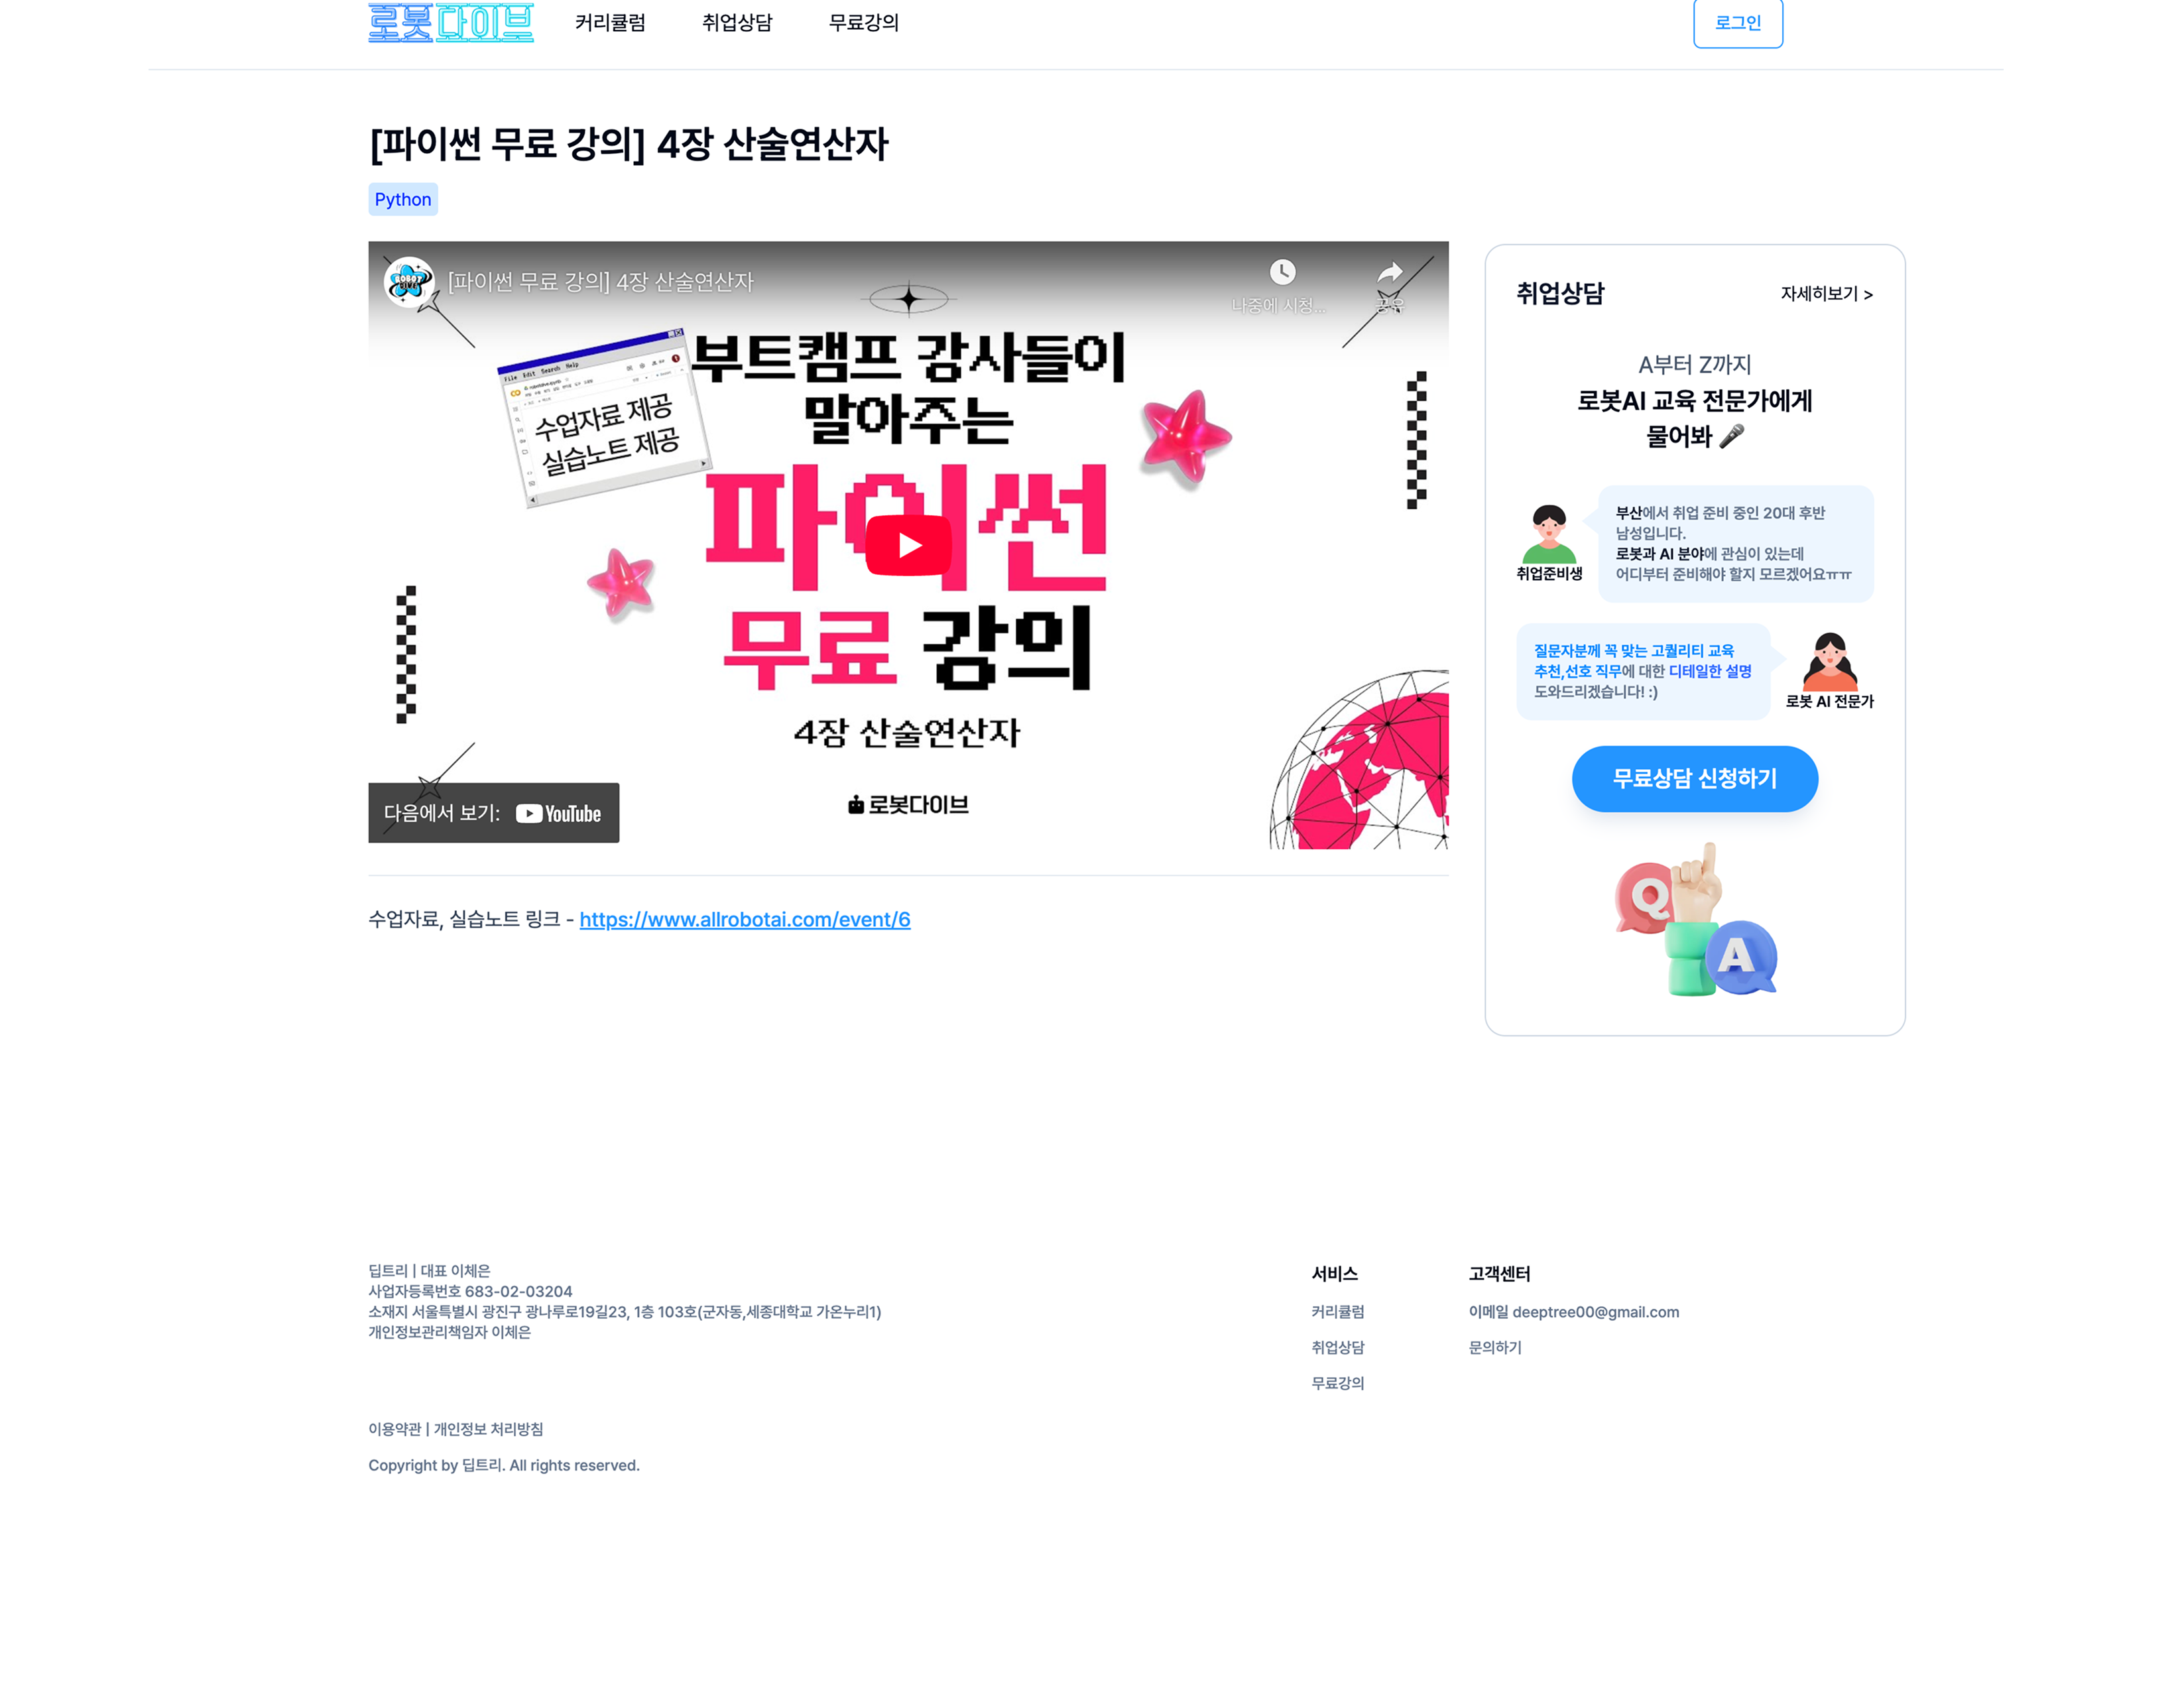 로봇다이브
커리큘럼
취업상담
무료강의
로그인
[파이썬 무료 강의] 4장 산술연산자
Python
[파이썬 무료 강의] 4장 산술연산자
나중에 시청...
공유
File Edit Search Help
수업자료 제공
실습노트 제공
부트캠프 강사들이
말아주는
파이썬
무료 강의
4장 산술연산자
로봇다이브
다음에서 보기: YouTube
수업자료, 실습노트 링크 - https://www.allrobotai.com/event/6
취업상담
자세히보기 >
A부터 Z까지
로봇AI 교육 전문가에게
물어봐 🎤
부산에서 취업 준비 중인 20대 후반
남성입니다.
로봇과 AI 분야에 관심이 있는데
어디부터 준비해야 할지 모르겠어요ㅠㅠ
취업준비생
질문자분께 꼭 맞는 고퀄리티 교육
추천,선호 직무에 대한 디테일한 설명
도와드리겠습니다! :)
로봇 AI 전문가
무료상담 신청하기
Q
A
딥트리 | 대표 이체은
사업자등록번호 683-02-03204
소재지 서울특별시 광진구 광나루로19길23, 1층 103호(군자동,세종대학교 가온누리1)
개인정보관리책임자 이체은
이용약관 | 개인정보 처리방침
Copyright by 딥트리. All rights reserved.
서비스
커리큘럼
취업상담
무료강의
고객센터
이메일 deeptree00@gmail.com
문의하기